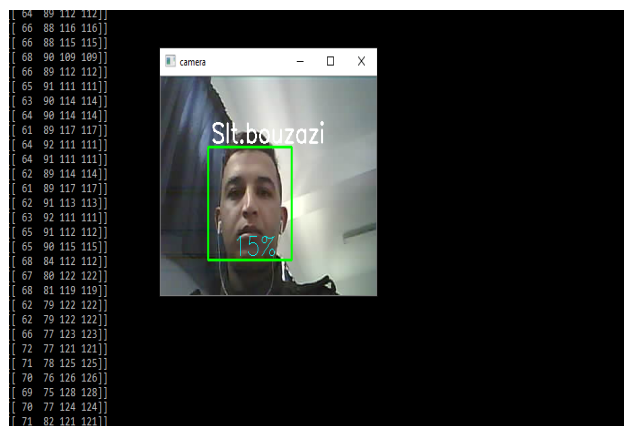 [ 64 89 112 112]]
[ 66 88 116 116]]
[ 66 88 115 115]]
[ 68 90 109 109]]
[ 66 89 112 112]]
[ 65 91 111 111]]
[ 63 90 114 114]]
[ 64 90 114 114]]
[ 61 89 117 117]]
[ 64 92 111 111]]
[ 64 91 111 111]]
[ 62 89 114 114]]
[ 61 89 117 117]]
[ 62 91 113 113]]
[ 63 92 111 111]]
[ 65 91 112 112]]
[ 65 90 115 115]]
[ 68 84 112 112]]
[ 67 80 122 122]]
[ 68 81 119 119]]
[ 62 79 122 122]]
[ 62 79 122 122]]
[ 66 77 123 123]]
[ 72 77 121 121]]
[ 71 78 125 125]]
[ 70 76 126 126]]
[ 69 75 128 128]]
[ 70 77 124 124]]
[ 71 82 121 121]]
camera
Slt.bouzazi
15%